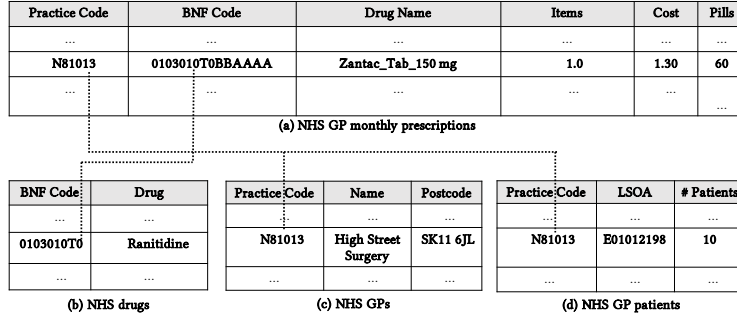 Practice Code BNF Code Drug Name Items Cost Pills
... ... ... ... ... ...
N81013 0103010T0BBAAAA Zantac_Tab_150 mg 1.0 1.30 60
... ... ... ... ... ...
(a) NHS GP monthly prescriptions
BNF Code Drug
... ...
0103010T0 Ranitidine
... ...
(b) NHS drugs
Practice Code Name Postcode
... ... ...
N81013 High Street SK11 6JL
Surgery
... ... ...
(c) NHS GPs
Practice Code LSOA # Patients
... ... ...
N81013 E01012198 10
... ... ...
(d) NHS GP patients